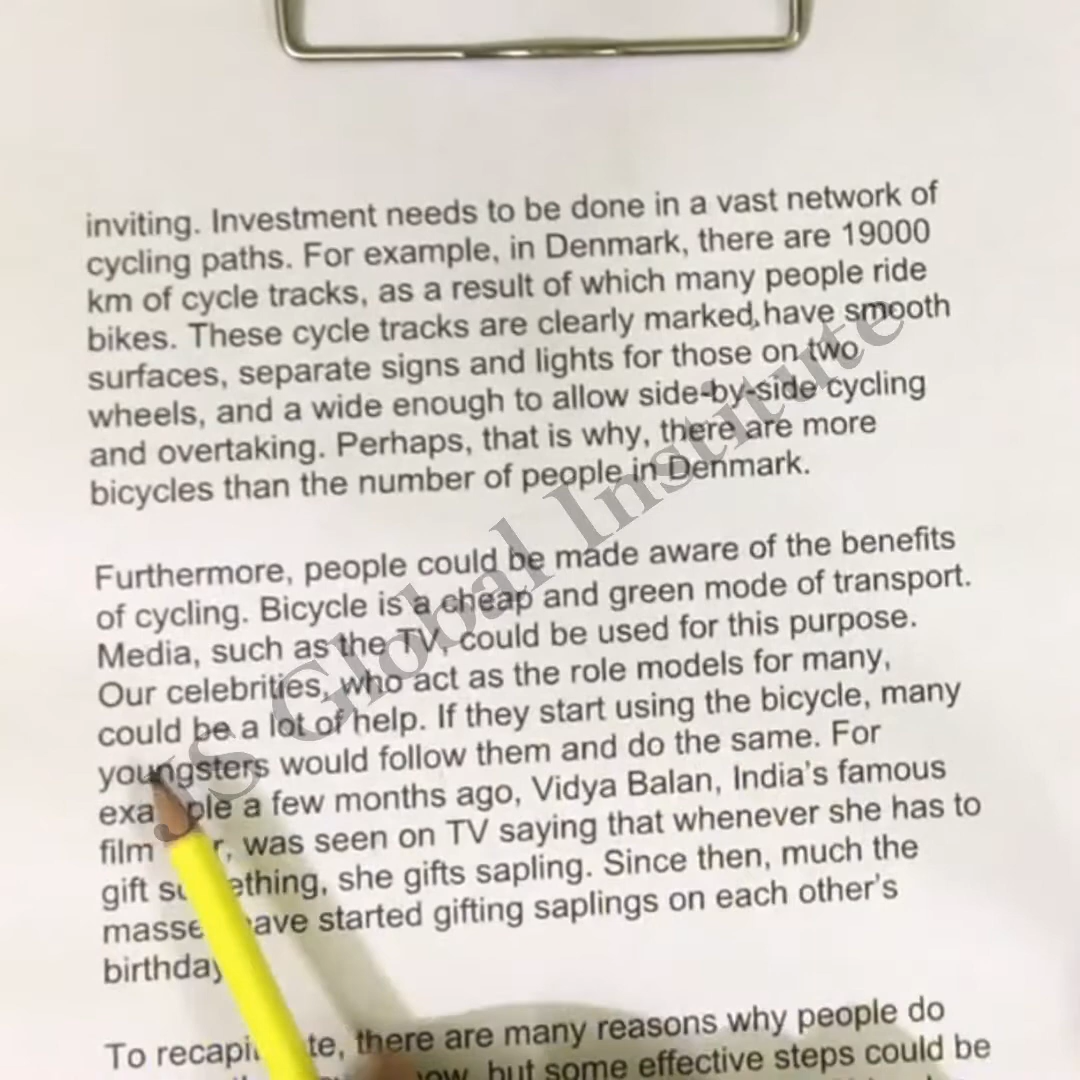 inviting. Investment needs to be done in a vast network of
cycling paths. For example, in Denmark, there are 19000
km of cycle tracks, as a result of which many people ride
bikes. These cycle tracks are clearly marked, have smooth
surfaces, separate signs and lights for those on two
wheels, and a wide enough to allow side-by-side cycling
and overtaking. Perhaps, that is why, there are more
bicycles than the number of people in Denmark.
Furthermore, people could be made aware of the benefits
of cycling. Bicycle is a cheap and green mode of transport.
Media, such as the TV, could be used for this purpose.
Our celebrities, who act as the role models for many,
could be a lot of help. If they start using the bicycle, many
youngsters would follow them and do the same. For
example a few months ago, Vidya Balan, India's famous
film was seen on TV saying that whenever she has to
gift something, she gifts sapling. Since then, much the
masses have started gifting saplings on each other's
birthday
To recapitulate, there are many reasons why people do
but some effective steps could be
JS Global Institute